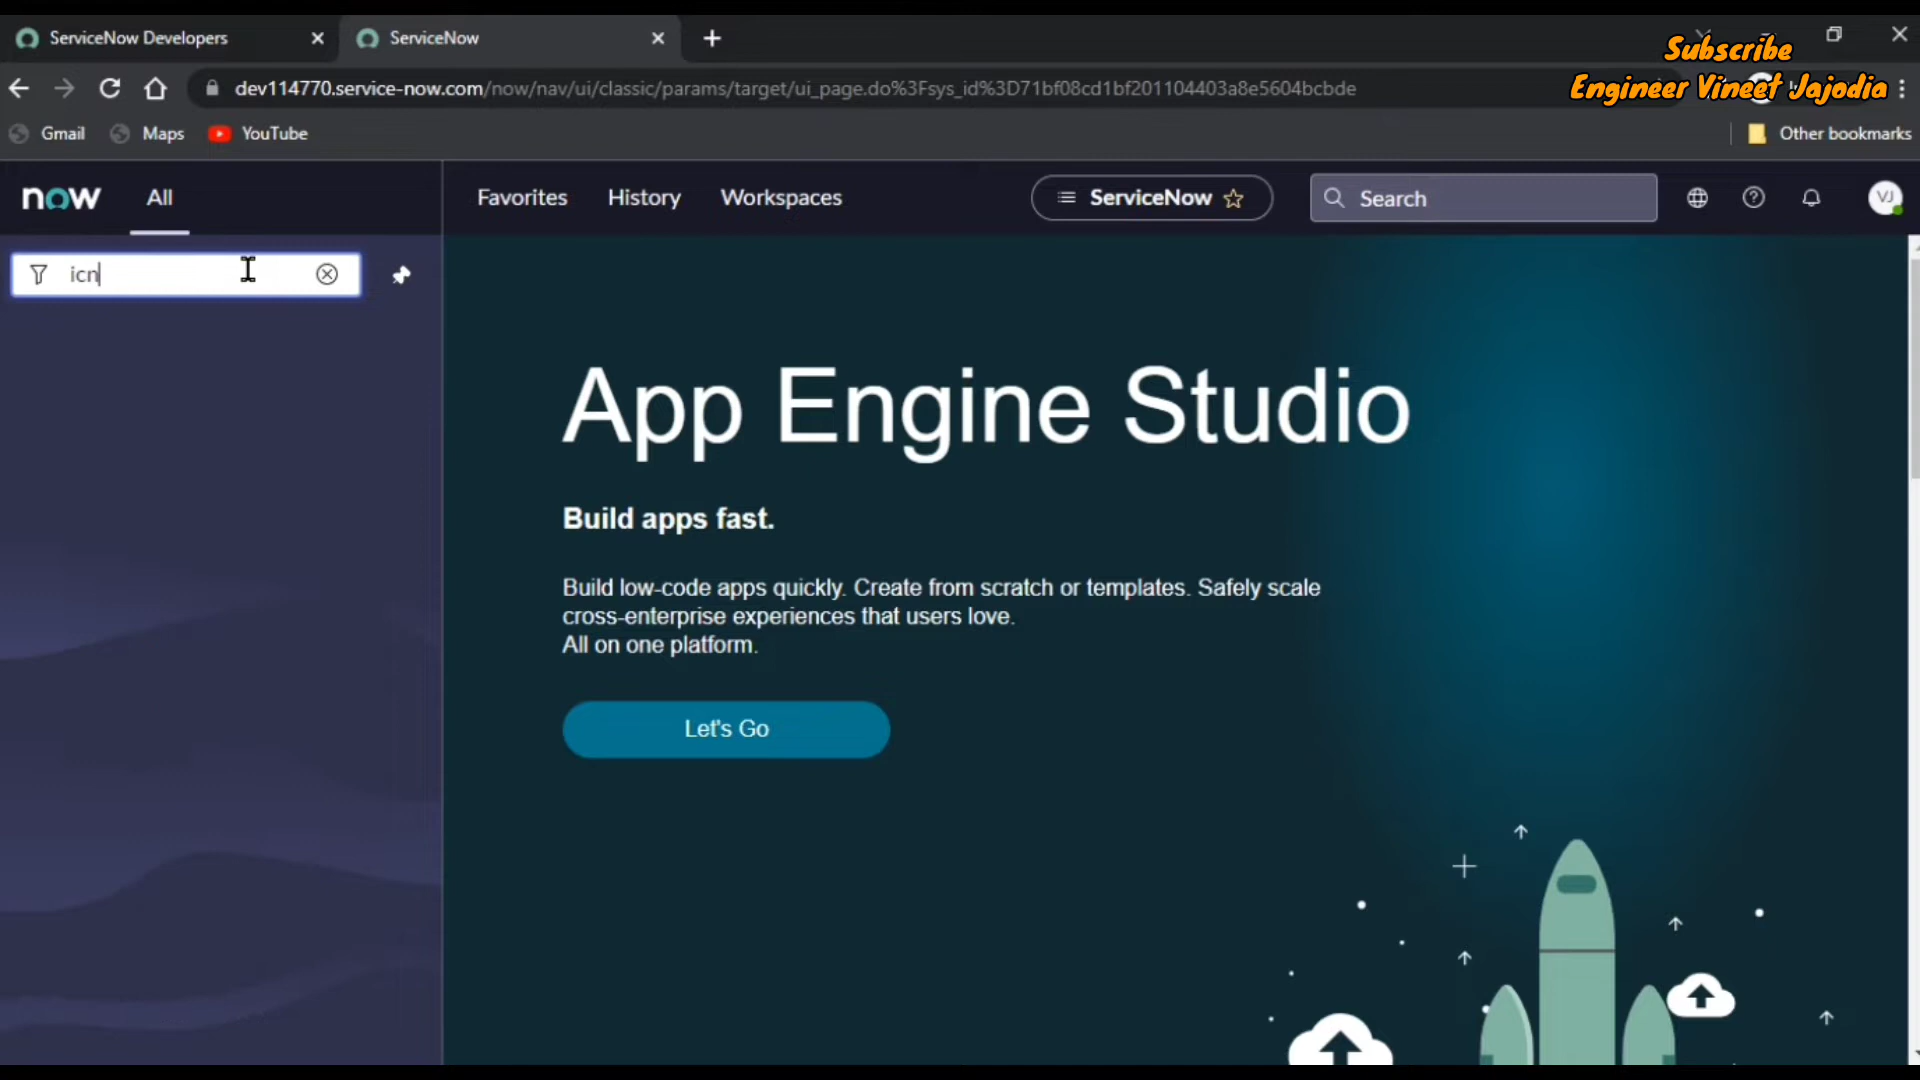 ServiceNow Developers
ServiceNow
Subscribe
Engineer Vineet Jajodia
dev114770.service-now.com/now/nav/ui/classic/params/target/ui_page.do%3Fsys_id%3D71bf08cd1bf201104403a8e5604bcbde
Gmail
Maps
YouTube
Other bookmarks
now
All
Favorites
History
Workspaces
ServiceNow
Search
VJ
icn
App Engine Studio
Build apps fast.
Build low-code apps quickly. Create from scratch or templates. Safely scale
cross-enterprise experiences that users love.
All on one platform.
Let's Go